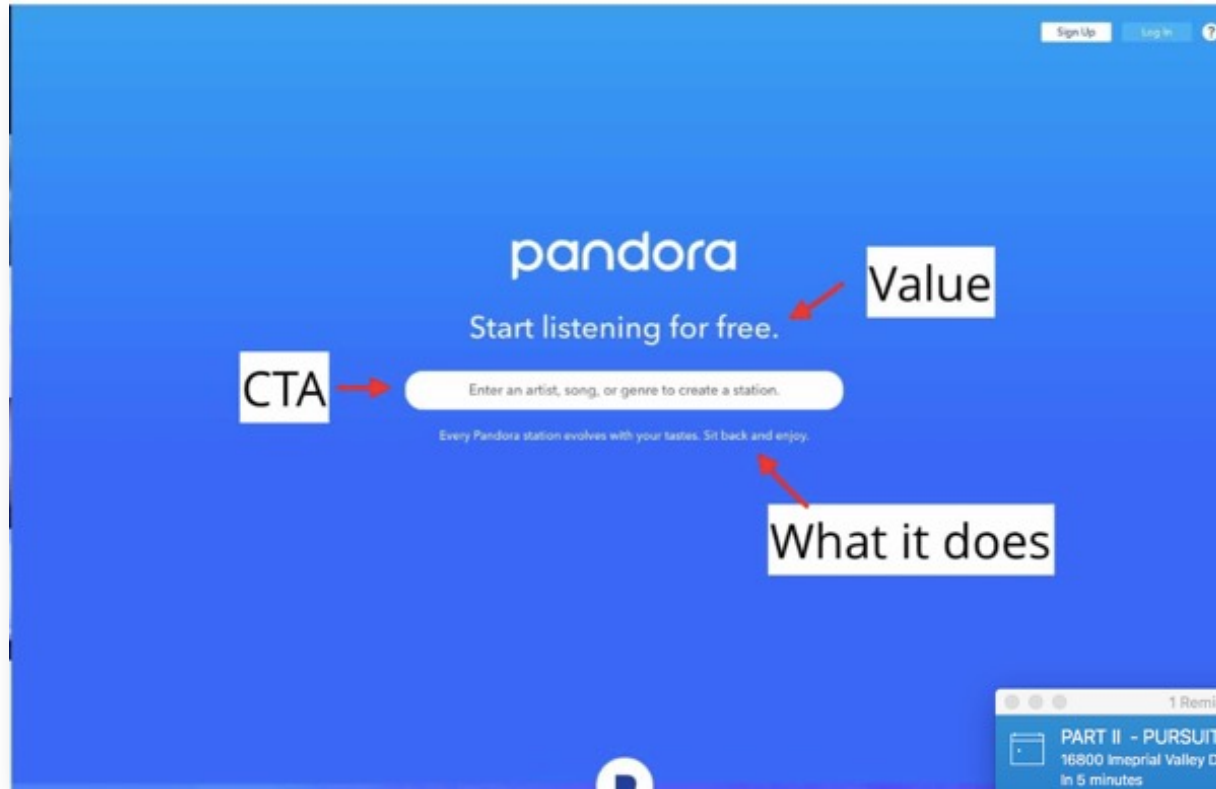 Sign Up Log In ?
pandora
Value
Start listening for free.
CTA
Enter an artist, song, or genre to create a station.
Every Pandora station evolves with your tastes. Sit back and enjoy.
What it does
1 Remi
PART II - PURSUIT
16800 Imeprial Valley D
In 5 minutes